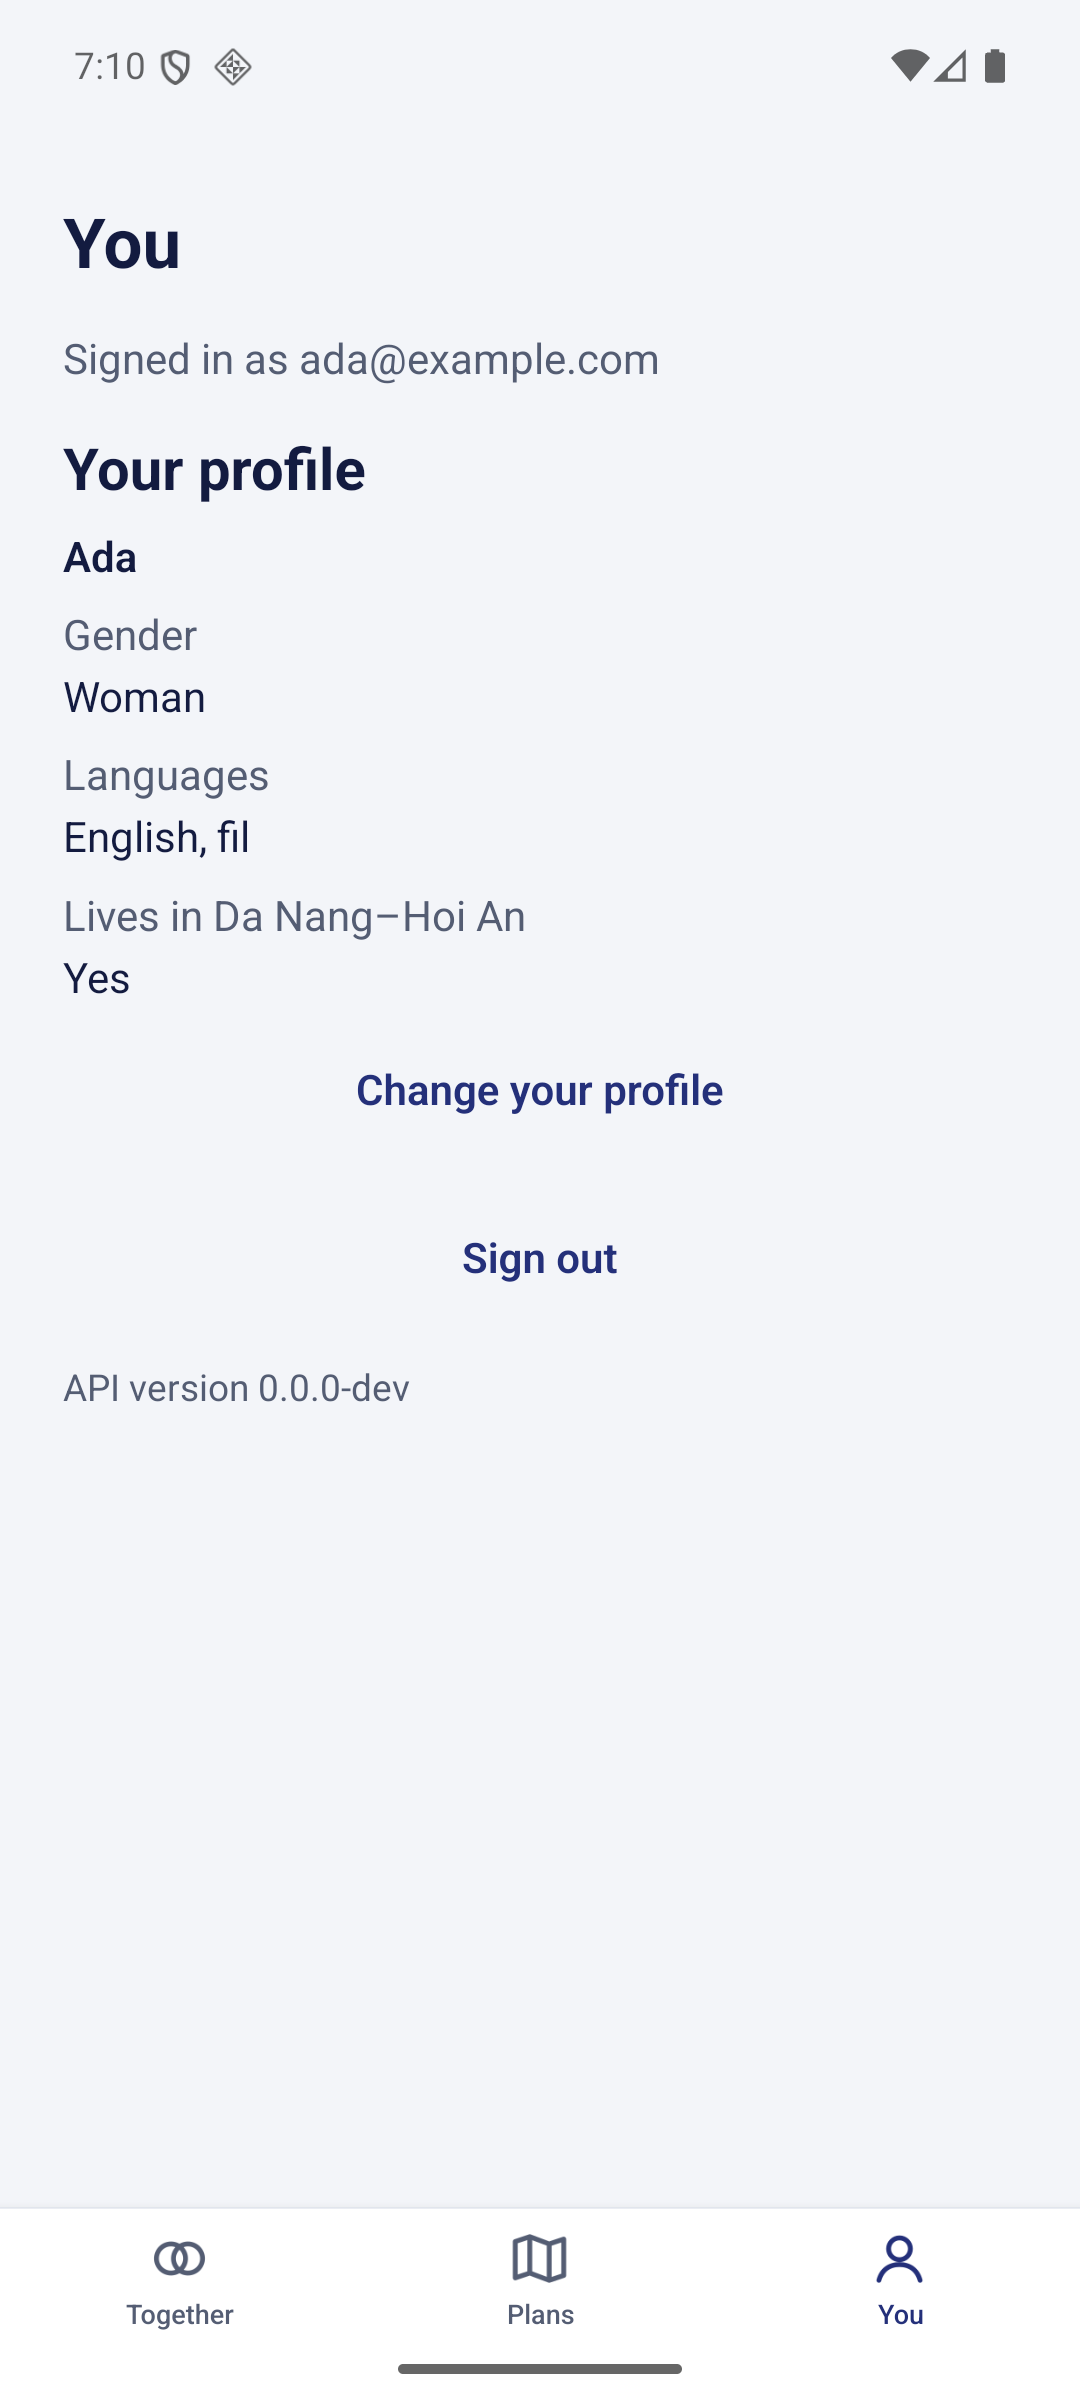 7:10
You
Signed in as ada@example.com
Your profile
Ada
Gender
Woman
Languages
English, fil
Lives in Da Nang–Hoi An
Yes
Change your profile
Sign out
API version 0.0.0-dev
Together
Plans
You